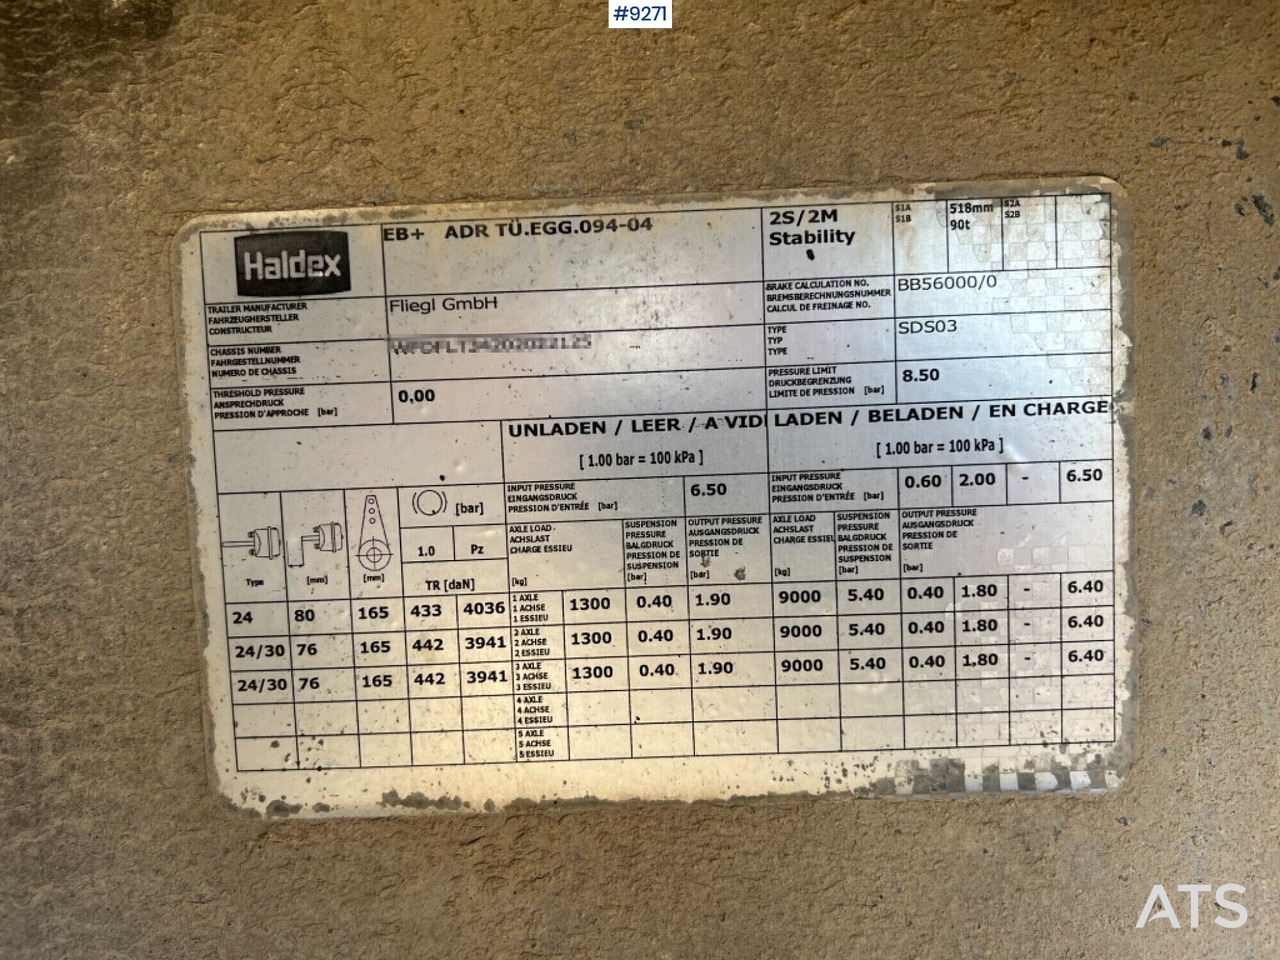 #9271
Haldex
EB+ ADR TÜ.EGG.094-04
2S/2M
Stability
S1A
S1B
518mm
90t
S2A
S2B
TRAILER MANUFACTURER
FAHRZEUGHERSTELLER
CONSTRUCTEUR
Fliegl GmbH
BRAKE CALCULATION NO.
BREMSBERECHNUNGSNUMMER
CALCUL DE FREINAGE NO.
BB56000/0
CHASSIS NUMBER
FAHRGESTELLNUMMER
NUMERO DE CHASSIS
TYPE
TYP
TYPE
SDS03
THRESHOLD PRESSURE
ANSPRECHDRUCK
PRESSION D'APPROCHE [bar]
0,00
PRESSURE LIMIT
DRUCKBEGRENZUNG
LIMITE DE PRESSION [bar]
8.50
UNLADEN / LEER / A VID
[ 1.00 bar = 100 kPa ]
LADEN / BELADEN / EN CHARGE
[ 1.00 bar = 100 kPa ]
INPUT PRESSURE
EINGANGSDRUCK
PRESSION D'ENTRÉE [bar]
6.50
INPUT PRESSURE
EINGANGSDRUCK
PRESSION D'ENTRÉE [bar]
0.60 2.00 - 6.50
Type
[mm]
[mm]
[bar]
1.0 Pz
TR [daN]
AXLE LOAD
ACHSLAST
CHARGE ESSIEU
[kg]
SUSPENSION
PRESSURE
BALGDRUCK
PRESSION DE
SUSPENSION
[bar]
OUTPUT PRESSURE
AUSGANGSDRUCK
PRESSION DE
SORTIE
[bar]
AXLE LOAD
ACHSLAST
CHARGE ESSIEU
[kg]
SUSPENSION
PRESSURE
BALGDRUCK
PRESSION DE
SUSPENSION
[bar]
OUTPUT PRESSURE
AUSGANGSDRUCK
PRESSION DE
SORTIE
[bar]
24 80 165 433 4036
1 AXLE
1 ACHSE
1 ESSIEU
1300 0.40 1.90 9000 5.40 0.40 1.80 - 6.40
24/30 76 165 442 3941
2 AXLE
2 ACHSE
2 ESSIEU
1300 0.40 1.90 9000 5.40 0.40 1.80 - 6.40
24/30 76 165 442 3941
3 AXLE
3 ACHSE
3 ESSIEU
1300 0.40 1.90 9000 5.40 0.40 1.80 - 6.40
4 AXLE
4 ACHSE
4 ESSIEU
5 AXLE
5 ACHSE
5 ESSIEU
ATS